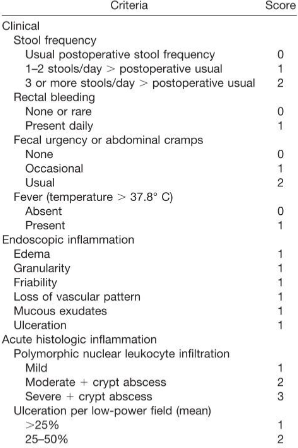 Criteria Score
Clinical
Stool frequency
Usual postoperative stool frequency 0
1–2 stools/day > postoperative usual 1
3 or more stools/day > postoperative usual 2
Rectal bleeding
None or rare 0
Present daily 1
Fecal urgency or abdominal cramps
None 0
Occasional 1
Usual 2
Fever (temperature > 37.8° C)
Absent 0
Present 1
Endoscopic inflammation
Edema 1
Granularity 1
Friability 1
Loss of vascular pattern 1
Mucous exudates 1
Ulceration 1
Acute histologic inflammation
Polymorphic nuclear leukocyte infiltration
Mild 1
Moderate + crypt abscess 2
Severe + crypt abscess 3
Ulceration per low-power field (mean)
>25% 1
25–50% 2